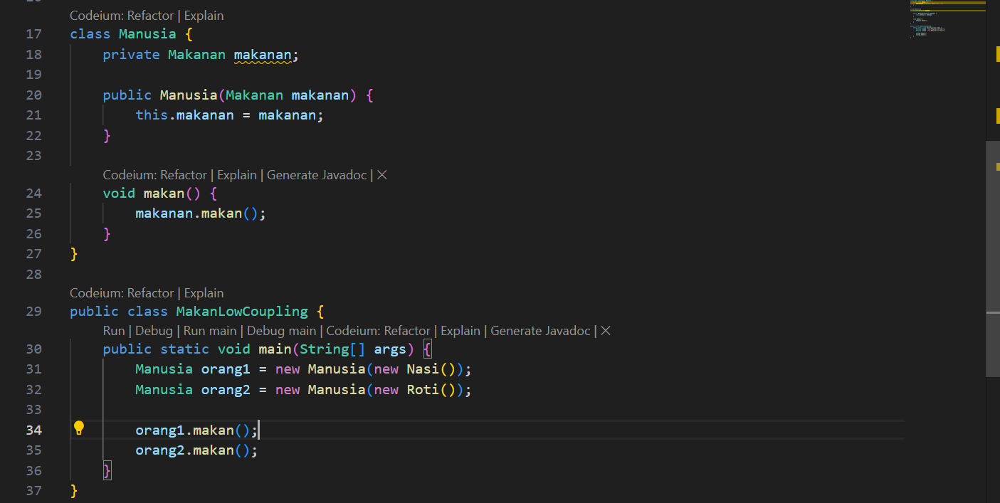 Codeium: Refactor | Explain
17 class Manusia {
18 private Makanan makanan;
19
20 public Manusia(Makanan makanan) {
21 this.makanan = makanan;
22 }
23
Codeium: Refactor | Explain | Generate Javadoc | ×
24 void makan() {
25 makanan.makan();
26 }
27 }
28
Codeium: Refactor | Explain
29 public class MakanLowCoupling {
Run | Debug | Run main | Debug main | Codeium: Refactor | Explain | Generate Javadoc | ×
30 public static void main(String[] args) {
31 Manusia orang1 = new Manusia(new Nasi());
32 Manusia orang2 = new Manusia(new Roti());
33
34 orang1.makan();
35 orang2.makan();
36 }
37 }